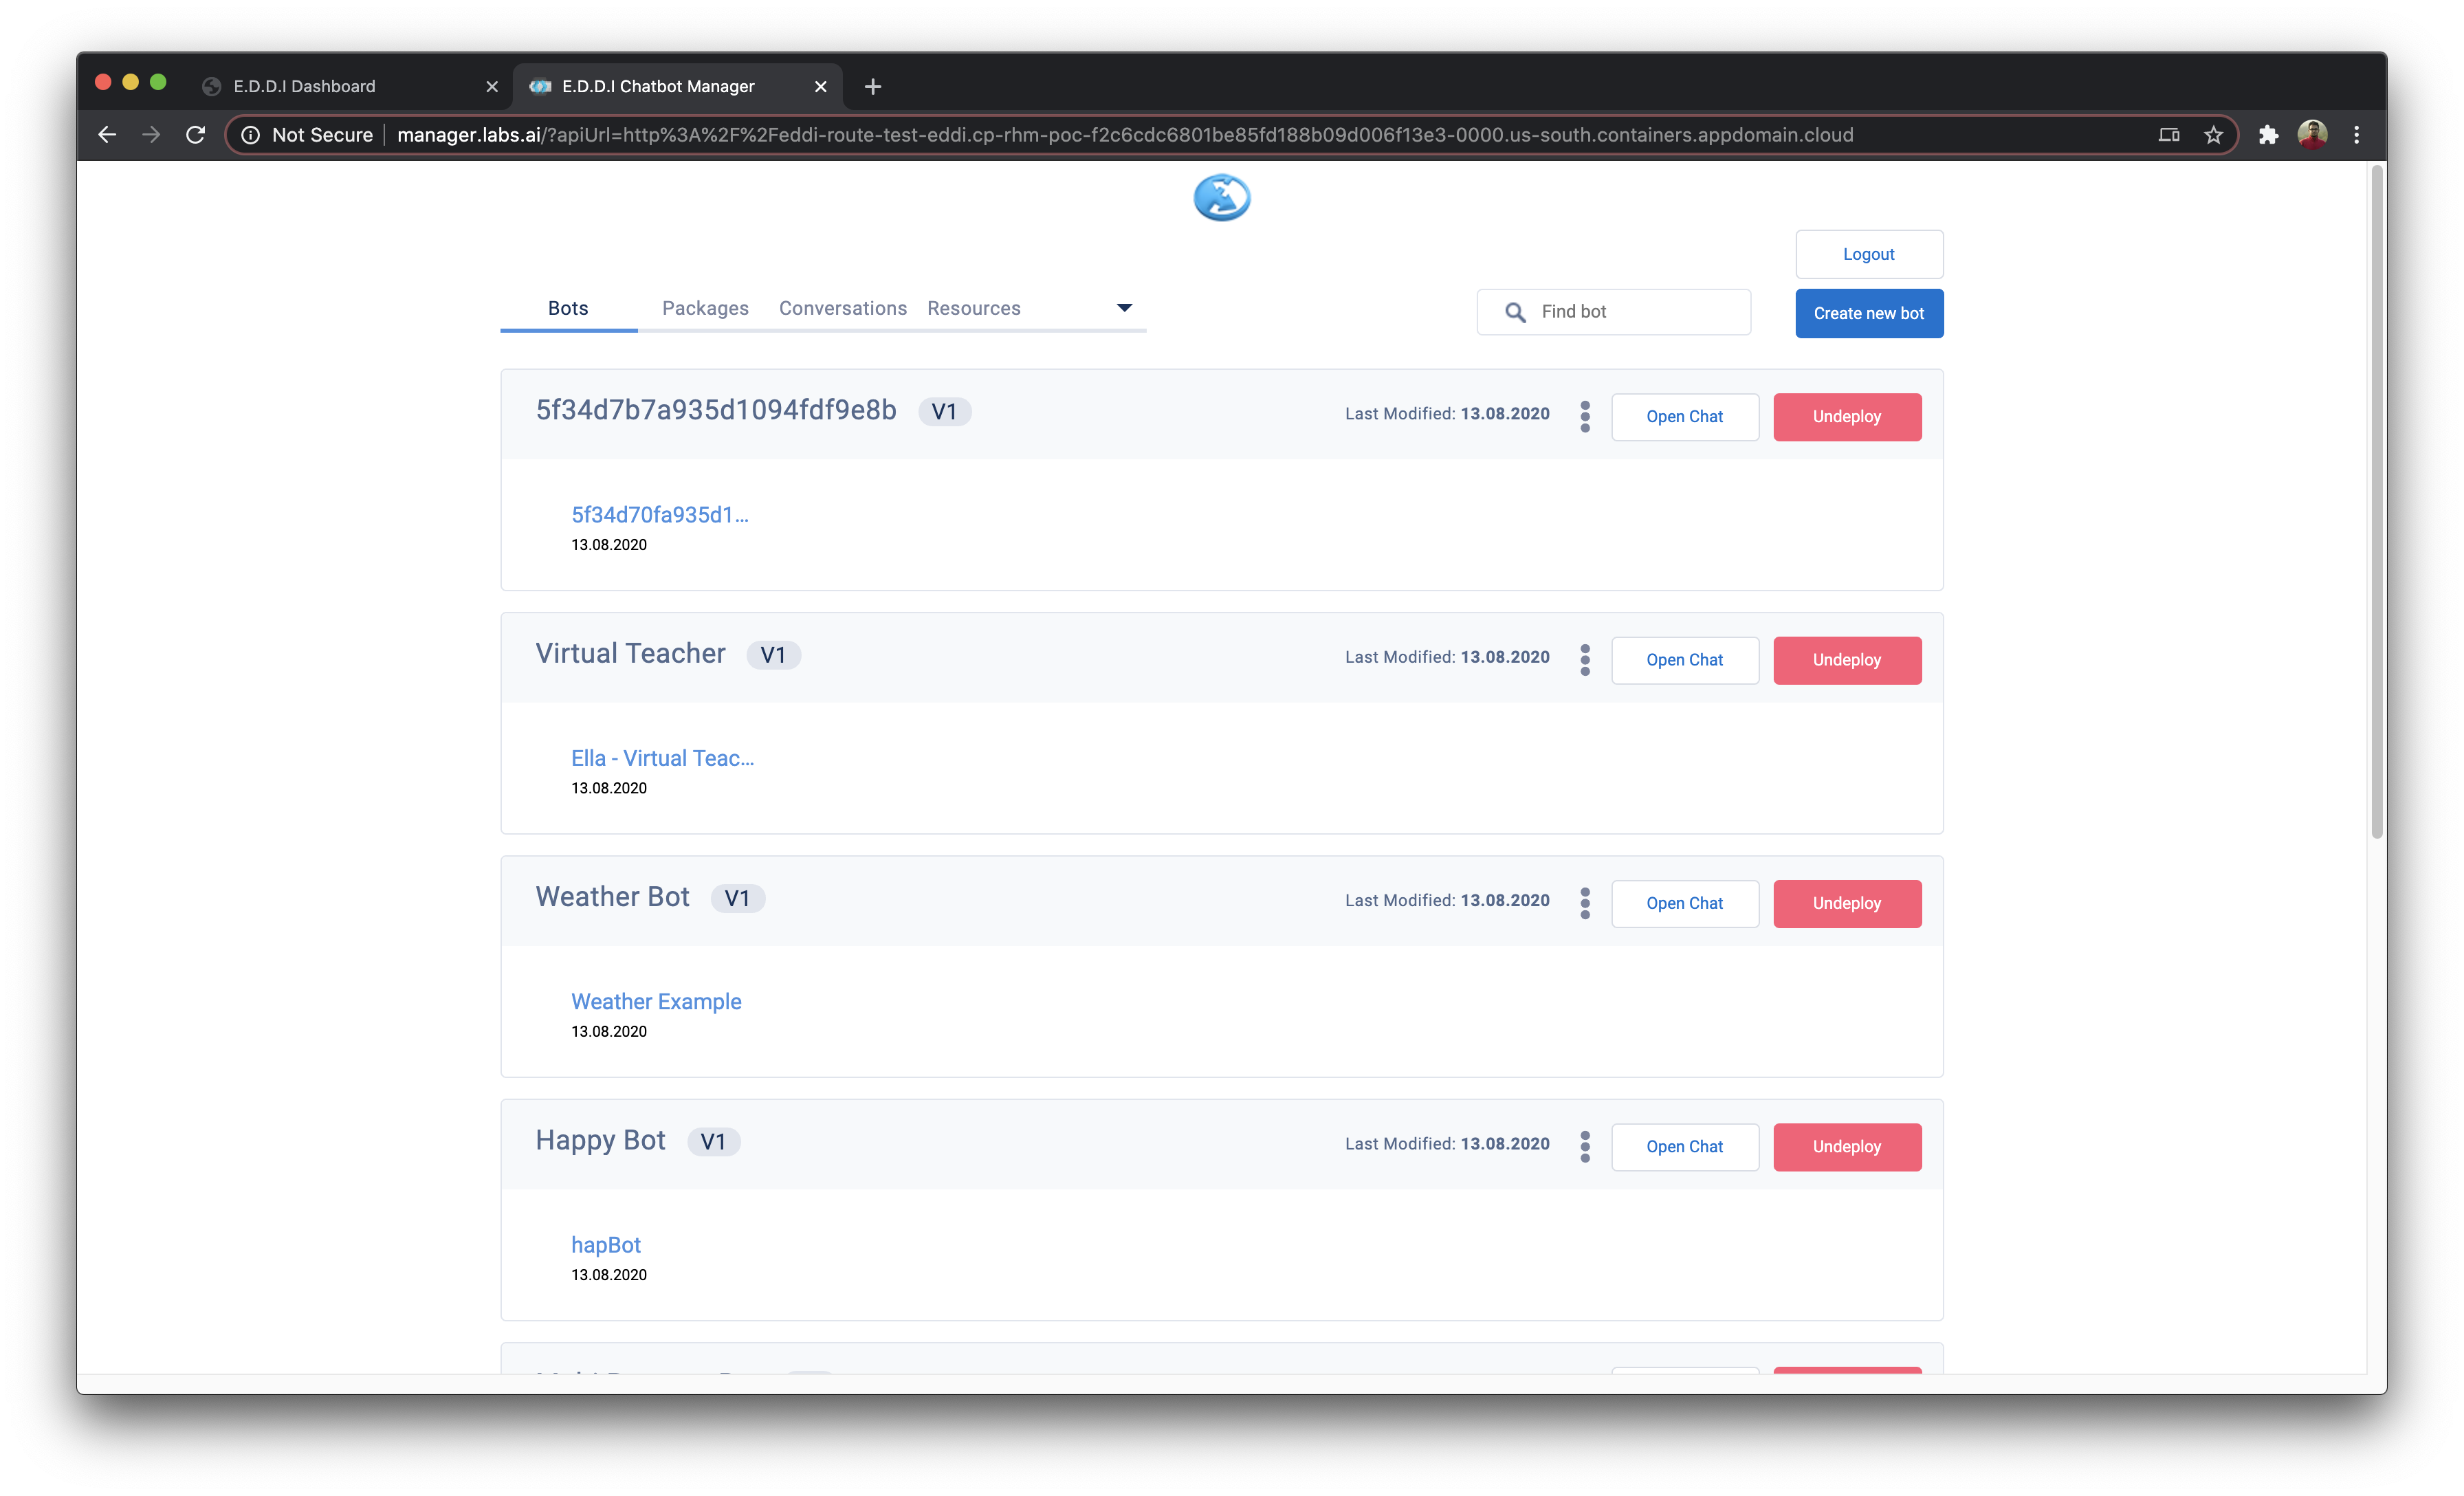 E.D.D.I Dashboard
E.D.D.I Chatbot Manager
Not Secure
manager.labs.ai/?apiUrl=http%3A%2F%2Feddi-route-test-eddi.cp-rhm-poc-f2c6cdc6801be85fd188b09d006f13e3-0000.us-south.containers.appdomain.cloud
Logout
Bots Packages Conversations Resources
Find bot
Create new bot
5f34d7b7a935d1094fdf9e8b V1 Last Modified: 13.08.2020 Open Chat Undeploy
5f34d70fa935d1...
13.08.2020
Virtual Teacher V1 Last Modified: 13.08.2020 Open Chat Undeploy
Ella - Virtual Teac...
13.08.2020
Weather Bot V1 Last Modified: 13.08.2020 Open Chat Undeploy
Weather Example
13.08.2020
Happy Bot V1 Last Modified: 13.08.2020 Open Chat Undeploy
hapBot
13.08.2020